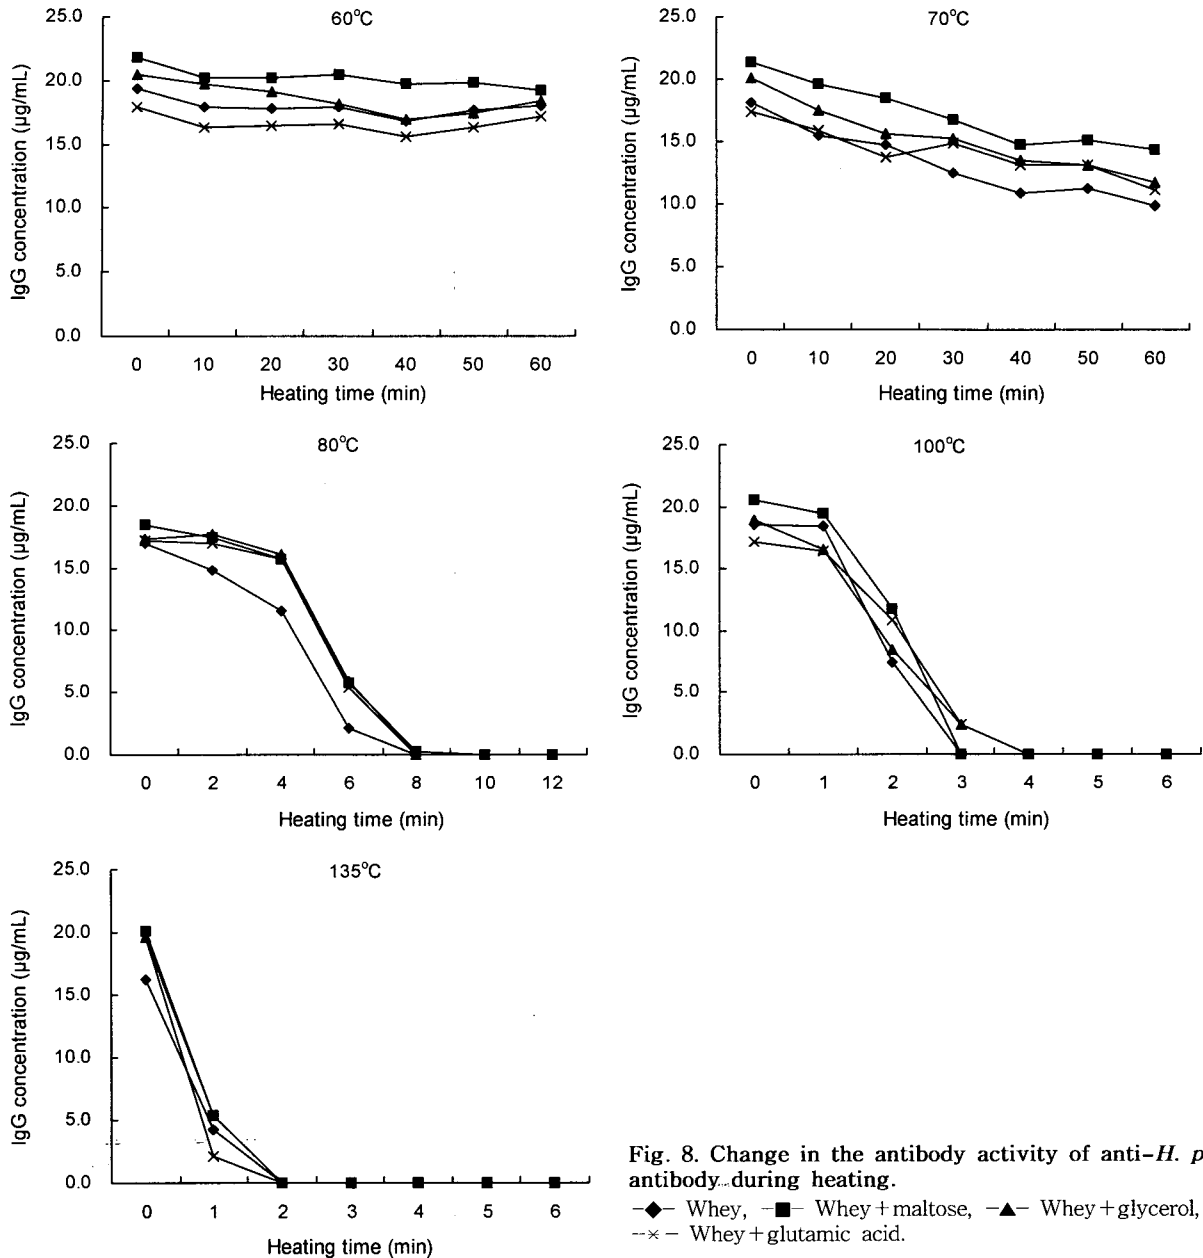 60°C
25.0
20.0
15.0
10.0
5.0
0.0
IgG concentration (µg/mL)
0 10 20 30 40 50 60
Heating time (min)
70°C
25.0
20.0
15.0
10.0
5.0
0.0
IgG concentration (µg/mL)
0 10 20 30 40 50 60
Heating time (min)
80°C
25.0
20.0
15.0
10.0
5.0
0.0
IgG concentration (µg/mL)
0 2 4 6 8 10 12
Heating time (min)
100°C
25.0
20.0
15.0
10.0
5.0
0.0
IgG concentration (µg/mL)
0 1 2 3 4 5 6
Heating time (min)
135°C
25.0
20.0
15.0
10.0
5.0
0.0
IgG concentration (µg/mL)
0 1 2 3 4 5 6
Heating time (min)
Fig. 8. Change in the antibody activity of anti-H. p
antibody during heating.
Whey, Whey+maltose, Whey+glycerol,
Whey+glutamic acid.